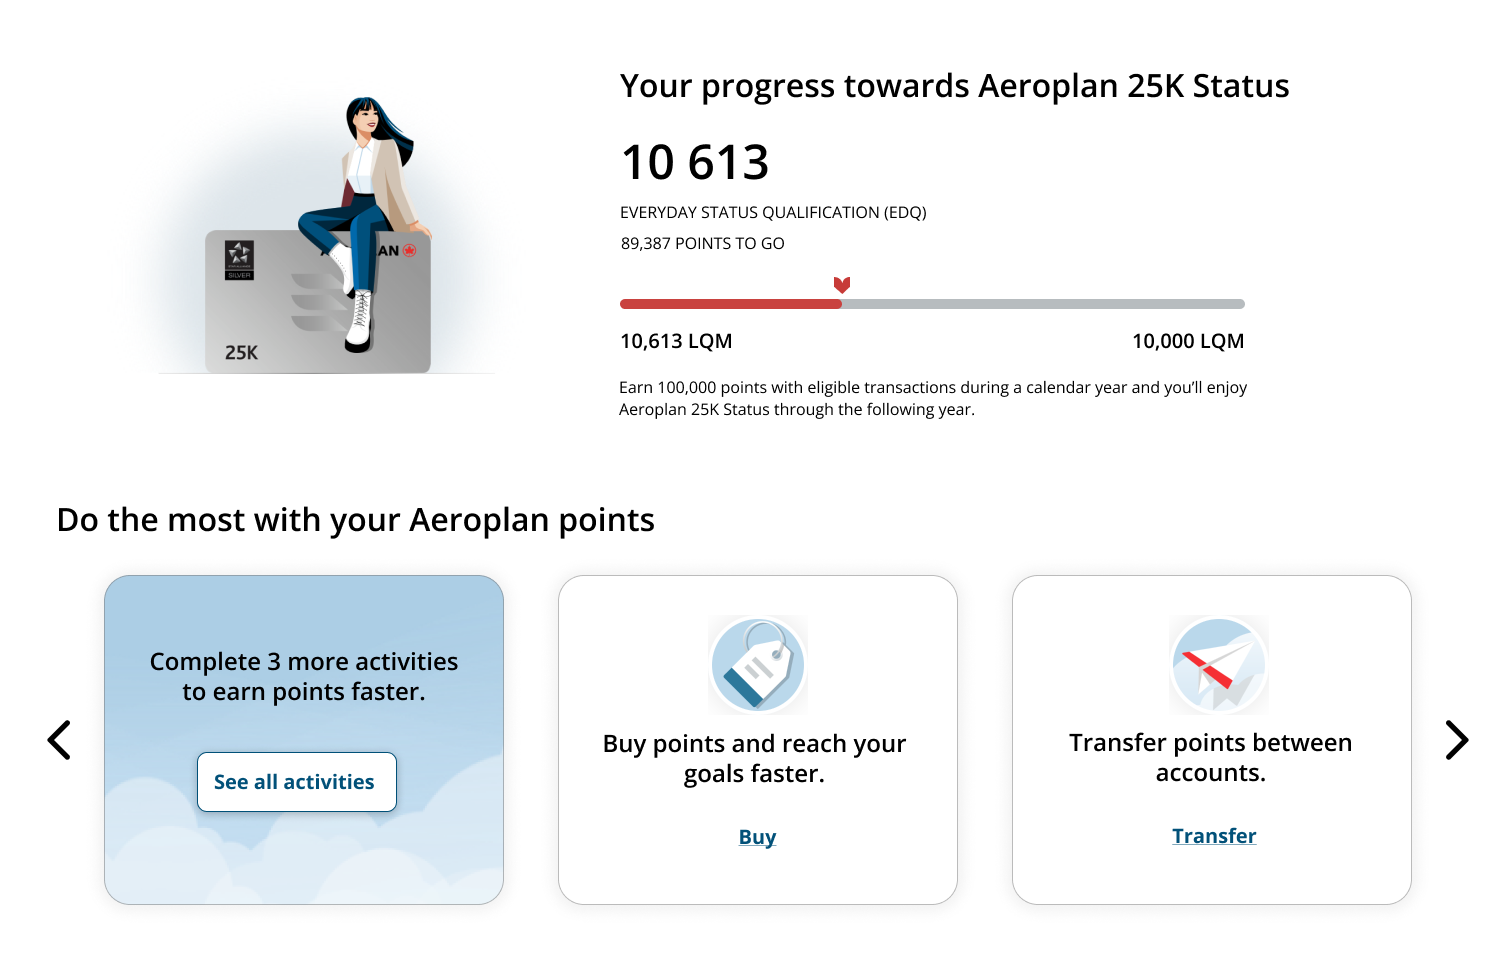 Your progress towards Aeroplan 25K Status
10 613
EVERYDAY STATUS QUALIFICATION (EDQ)
89,387 POINTS TO GO
AN
SILVER
25K
10,613 LQM
10,000 LQM
Earn 100,000 points with eligible transactions during a calendar year and you’ll enjoy
Aeroplan 25K Status through the following year.
Do the most with your Aeroplan points
Complete 3 more activities
to earn points faster.
See all activities
Buy points and reach your
goals faster.
Buy
Transfer points between
accounts.
Transfer